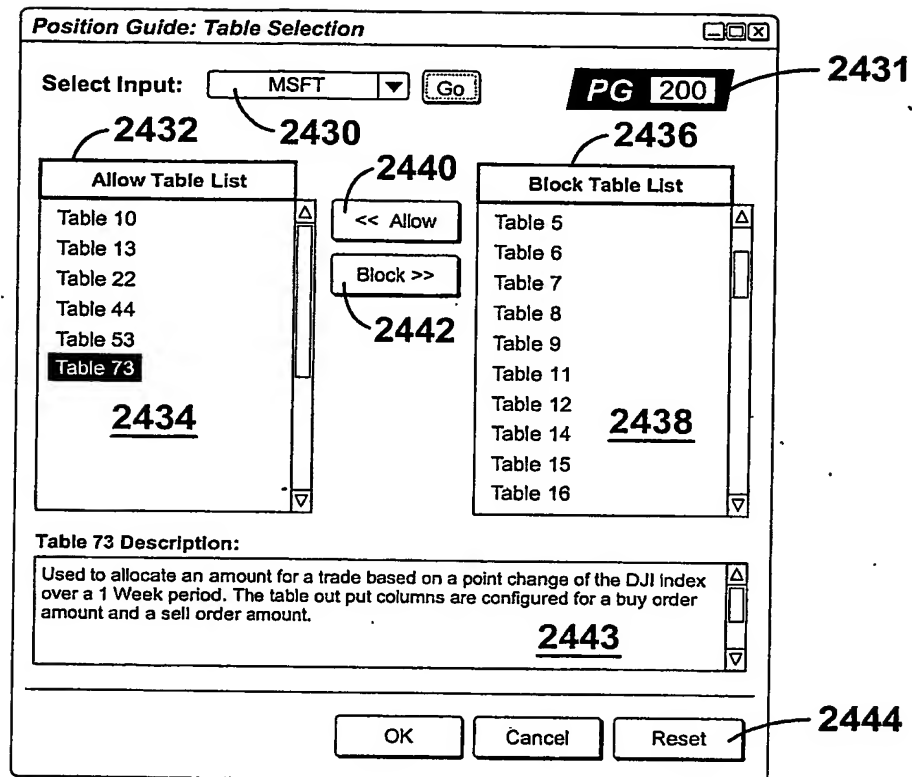 Position Guide: Table Selection
Select Input: MSFT Go PG 200 2431
2432 2430 2436
Allow Table List 2440 Block Table List
Table 10 << Allow Table 5
Table 13 Table 6
Table 22 Block >> Table 7
Table 44 Table 8
Table 53 2442 Table 9
Table 73 Table 11
2434 Table 12
2438 Table 14
Table 15
Table 16
Table 73 Description:
Used to allocate an amount for a trade based on a point change of the DJI index
over a 1 Week period. The table out put columns are configured for a buy order
amount and a sell order amount.
2443
OK Cancel Reset 2444